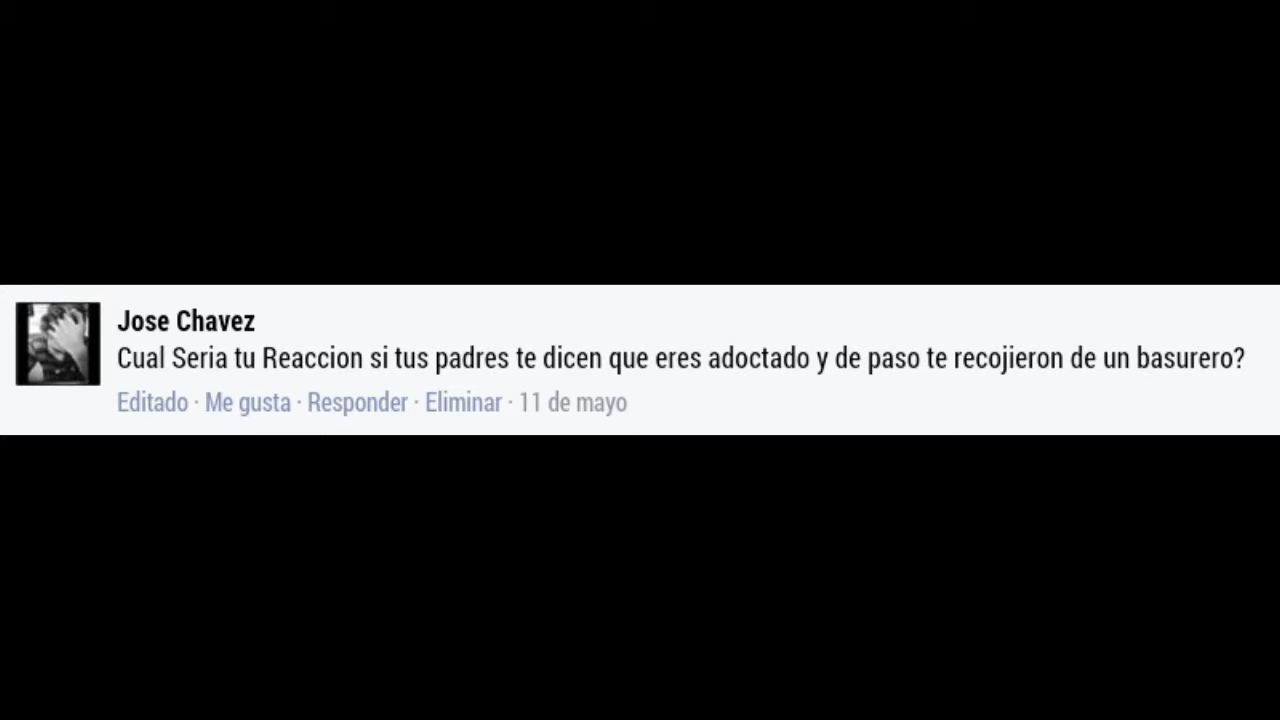 Jose Chavez
Cual Seria tu Reaccion si tus padres te dicen que eres adoctado y de paso te recojieron de un basurero?
Editado · Me gusta · Responder · Eliminar · 11 de mayo